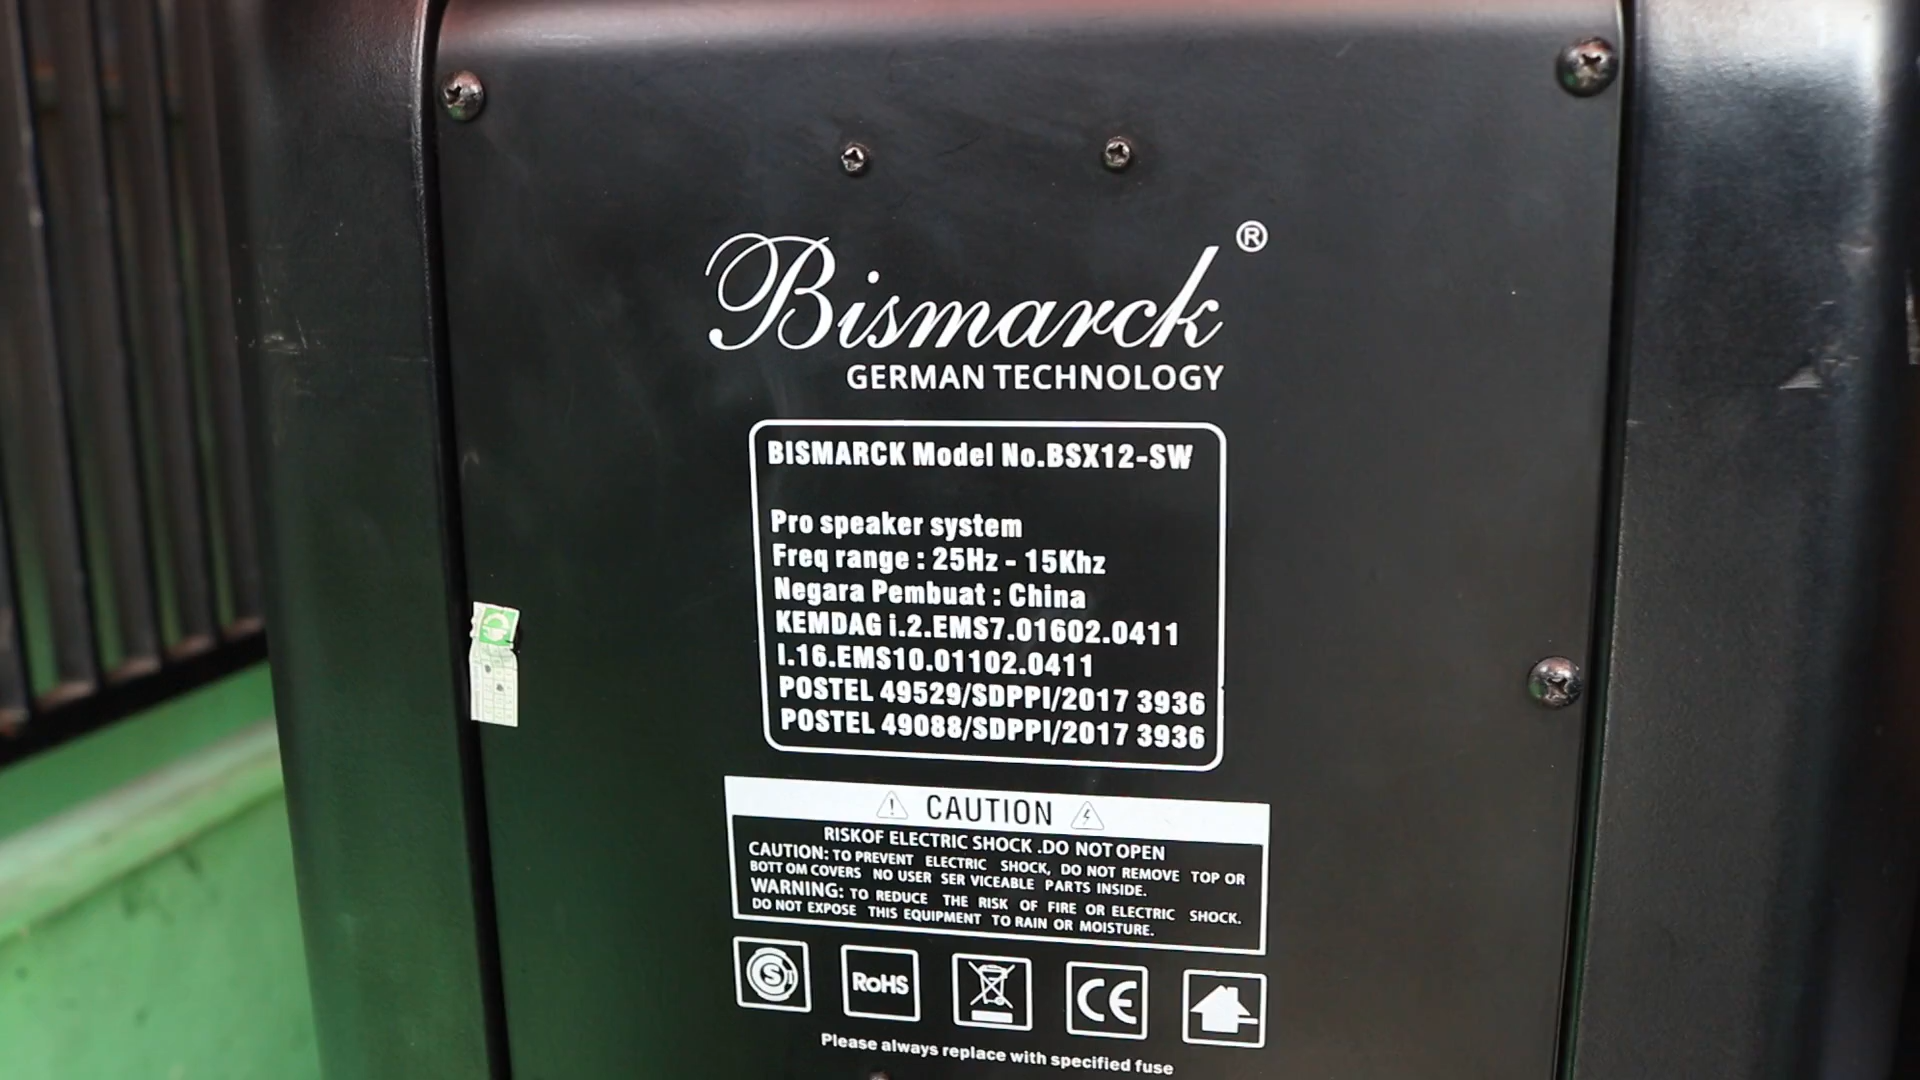 Bismarck ®
GERMAN TECHNOLOGY
BISMARCK Model No.BSX12-SW
Pro speaker system
Freq range : 25Hz - 15Khz
Negara Pembuat : China
KEMDAG i.2.EMS7.01602.0411
I.16.EMS10.01102.0411
POSTEL 49529/SDPPI/2017 3936
POSTEL 49088/SDPPI/2017 3936
CAUTION
RISKOF ELECTRIC SHOCK .DO NOT OPEN
CAUTION: TO PREVENT ELECTRIC SHOCK, DO NOT REMOVE TOP OR
BOTT OM COVERS NO USER SER VICEABLE PARTS INSIDE.
WARNING: TO REDUCE THE RISK OF FIRE OR ELECTRIC SHOCK.
DO NOT EXPOSE THIS EQUIPMENT TO RAIN OR MOISTURE.
RoHS CE
Please always replace with specified fuse